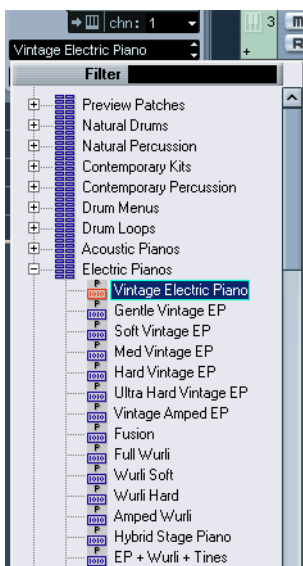 chn: 1
3
Vintage Electric Piano
+
R
Filter
Preview Patches
Natural Drums
Natural Percussion
Contemporary Kits
Contemporary Percussion
Drum Menus
Drum Loops
Acoustic Pianos
Electric Pianos
Vintage Electric Piano
Gentle Vintage EP
Soft Vintage EP
Med Vintage EP
Hard Vintage EP
Ultra Hard Vintage EP
Vintage Amped EP
Fusion
Full Wurli
Wurli Soft
Wurli Hard
Amped Wurli
Hybrid Stage Piano
EP + Wurli + Tines